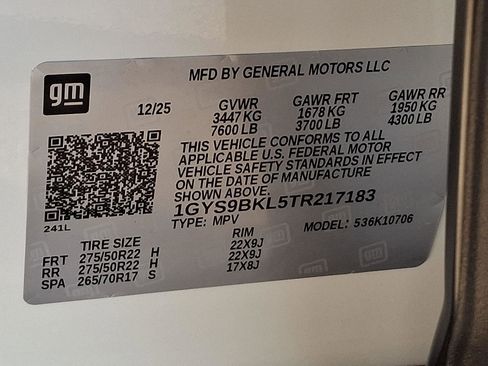 gm
MFD BY GENERAL MOTORS LLC
12/25 GVWR GAWR FRT GAWR RR
3447 KG 1678 KG 1950 KG
7600 LB 3700 LB 4300 LB
THIS VEHICLE CONFORMS TO ALL
APPLICABLE U.S. FEDERAL MOTOR
VEHICLE SAFETY STANDARDS IN EFFECT
ON THE DATE OF MANUFACTURE
SHOWN ABOVE.
1GYS9BKL5TR217183
TYPE: MPV MODEL: 536K10706
241L
TIRE SIZE RIM
FRT 275/50R22 H 22X9J
RR 275/50R22 H 22X9J
SPA 265/70R17 S 17X8J